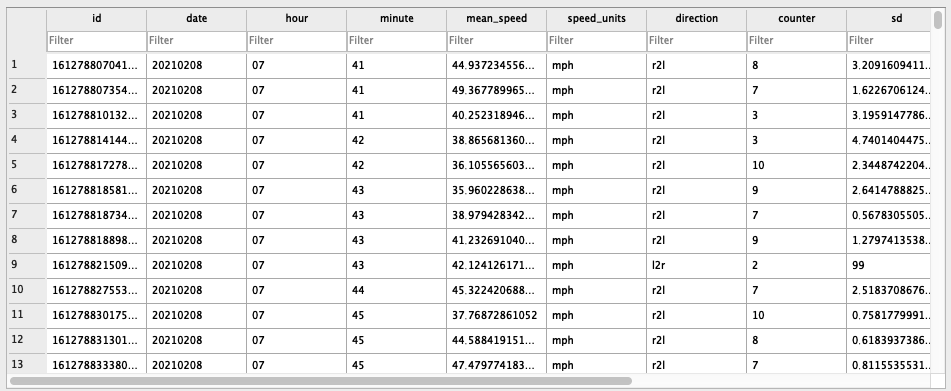 id date hour minute mean_speed speed_units direction counter sd
Filter Filter Filter Filter Filter Filter Filter Filter Filter
1 161278807041... 20210208 07 41 44.937234556... mph r2l 8 3.2091609411...
2 161278807354... 20210208 07 41 49.367789965... mph r2l 7 1.6226706124...
3 161278810132... 20210208 07 41 40.252318946... mph r2l 3 3.1959147786...
4 161278814144... 20210208 07 42 38.865681360... mph r2l 3 4.7401404475...
5 161278817278... 20210208 07 42 36.105565603... mph r2l 10 2.3448742204...
6 161278818581... 20210208 07 43 35.960228638... mph r2l 9 2.6414788825...
7 161278818734... 20210208 07 43 38.979428342... mph r2l 7 0.5678305505...
8 161278818898... 20210208 07 43 41.232691040... mph r2l 9 1.2797413538...
9 161278821509... 20210208 07 43 42.124126171... mph l2r 2 99
10 161278827553... 20210208 07 44 45.322420688... mph r2l 7 2.5183708676...
11 161278830175... 20210208 07 45 37.76872861052 mph r2l 10 0.7581779991...
12 161278831301... 20210208 07 45 44.588419151... mph r2l 8 0.6183937386...
13 161278833380... 20210208 07 45 47.479774183... mph r2l 7 0.8115535531...